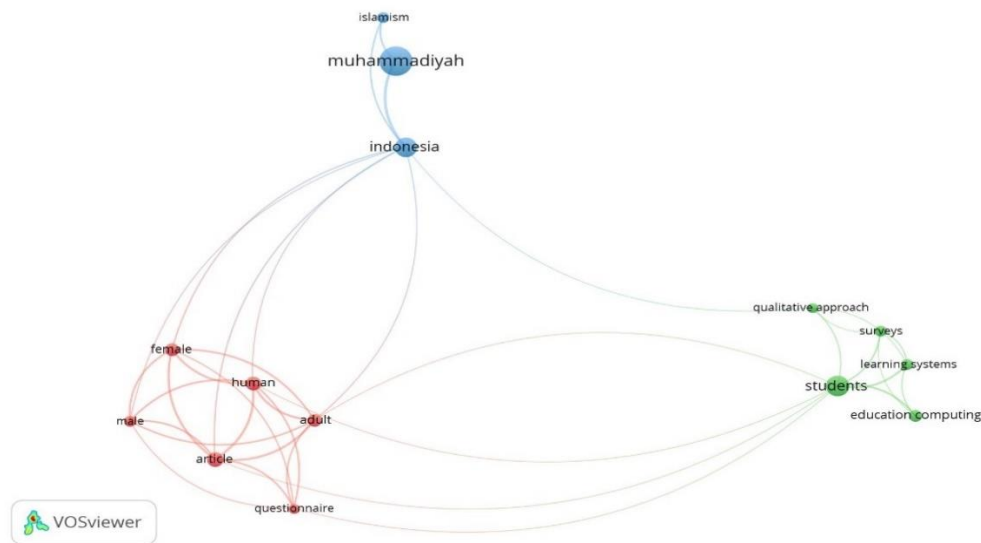 islamism
muhammadiyah
indonesia
qualitative approach
surveys
female
learning systems
human
students
male
adult
education computing
article
questionnaire
VOSviewer